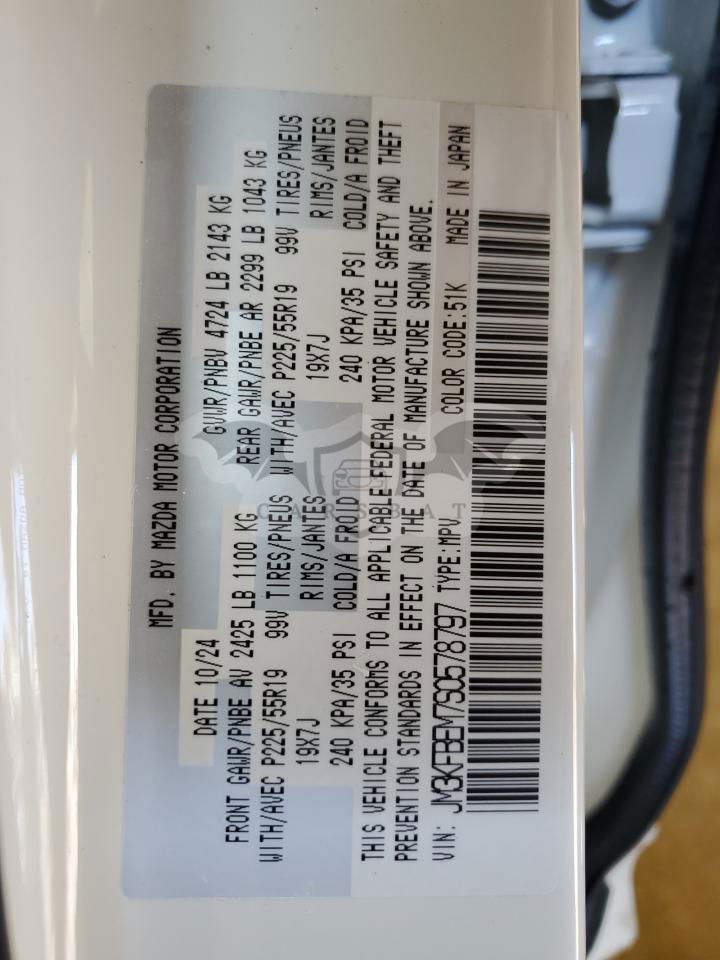 MFD. BY MAZDA MOTOR CORPORATION
DATE 10/24 GVWR/PNBV 4724 LB 2143 KG
FRONT GAWR/PNBE AV 2425 LB 1100 KG REAR GAWR/PNBE AR 2299 LB 1043 KG
WITH/AVEC P225/55R19 99V TIRES/PNEUS WITH/AVEC P225/55R19 99V TIRES/PNEUS
19X7J RIMS/JANTES 19X7J RIMS/JANTES
240 KPA/35 PSI COLD/A FROID 240 KPA/35 PSI COLD/A FROID
THIS VEHICLE CONFORMS TO ALL APPLICABLE FEDERAL MOTOR VEHICLE SAFETY AND THEFT
PREVENTION STANDARDS IN EFFECT ON THE DATE OF MANUFACTURE SHOWN ABOVE.
VIN: JM3KFBEM7S0578797 TYPE:MPV COLOR CODE:51K MADE IN JAPAN
CARSBAT